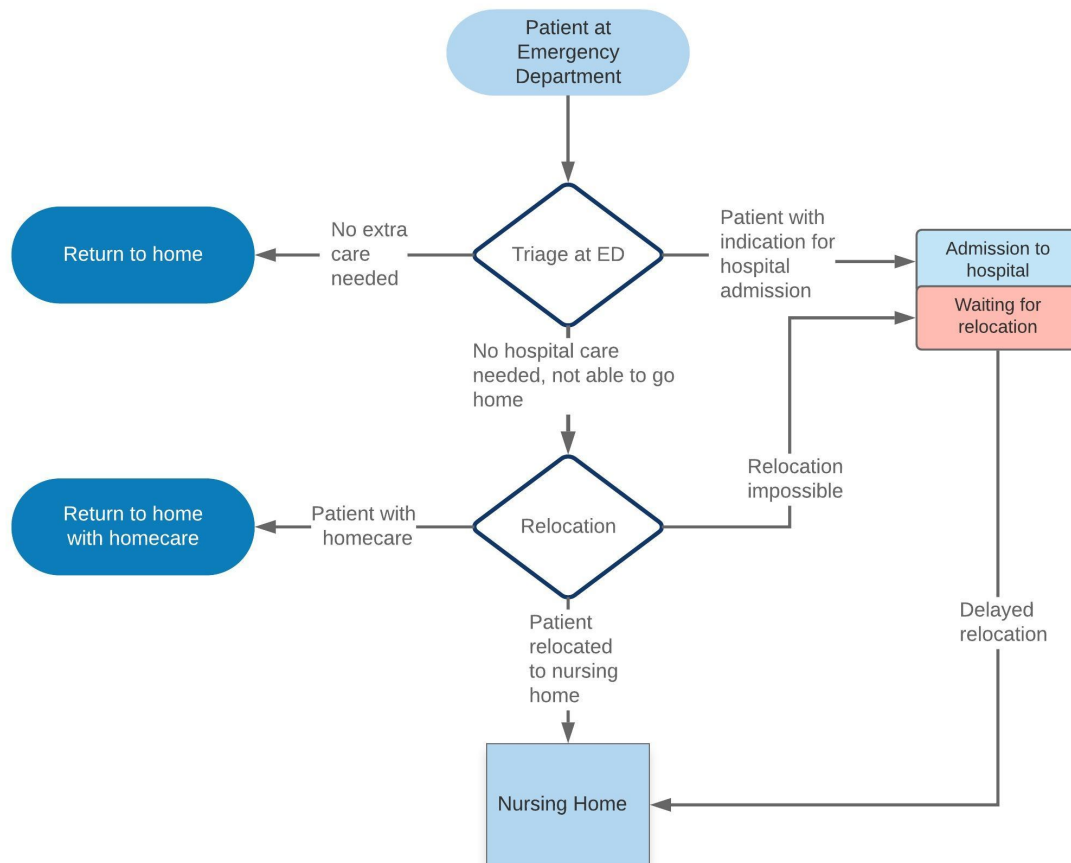 Patient at
Emergency
Department
No extra
care
needed
Return to home
Triage at ED
Patient with
indication for
hospital
admission
Admission to
hospital
Waiting for
relocation
No hospital care
needed, not able to go
home
Relocation
impossible
Return to home
with homecare
Patient with
homecare
Relocation
Delayed
relocation
Patient
relocated
to nursing
home
Nursing Home